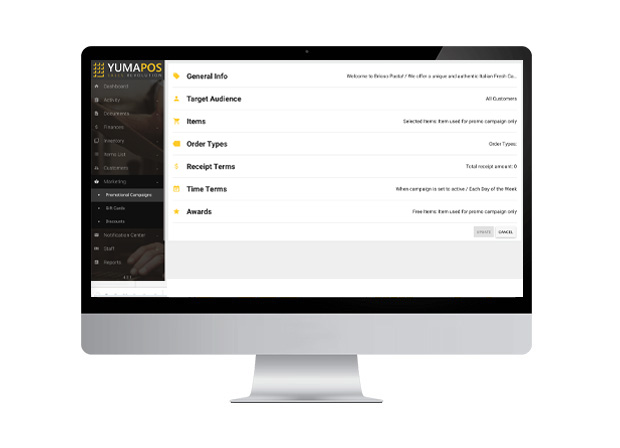 YUMAPOS
SALES REVOLUTION
Dashboard
Activity
Documents
Finances
Inventory
Items List
Customers
Marketing
Promotional Campaigns
Gift Cards
Discounts
Notification Center
Staff
Reports
General Info
Welcome to Brious Pasta! / We offer a unique and authentic Italian Fresh Ca...
Target Audience
All Customers
Items
Selected Items: Item used for promo campaign only
Order Types
Order Types:
Receipt Terms
Total receipt amount: 0
Time Terms
When campaign is set to active / Each Day of the Week
Awards
Free Items: Item used for promo campaign only
UPDATE
CANCEL